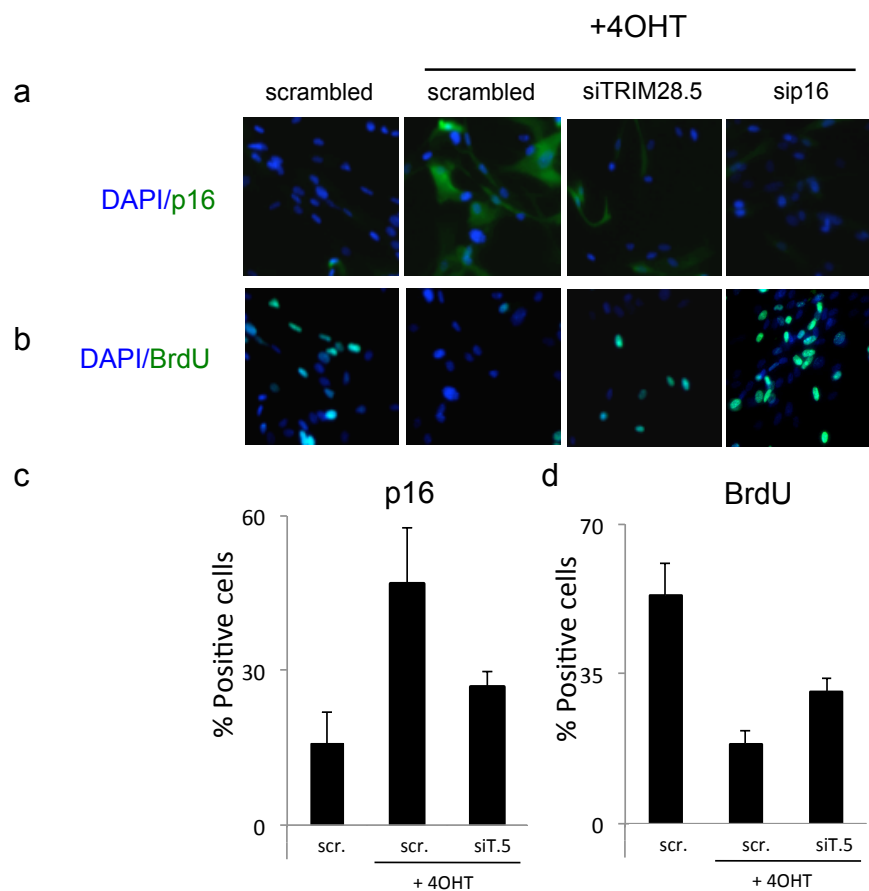 +4OHT
a
scrambled scrambled siTRIM28.5 sip16
DAPI/p16
b
DAPI/BrdU
c
p16
d
BrdU
% Positive cells
60
30
0
scr. scr. siT.5
+ 4OHT
% Positive cells
70
35
0
scr. scr. siT.5
+ 4OHT